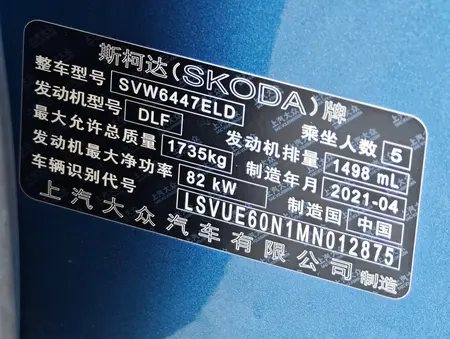 斯柯达(SKODA)牌
整车型号 SVW6447ELD 乘坐人数 5
发动机型号 DLF 发动机排量 1498 mL
最大允许总质量 1735kg 制造年月 2021-04
发动机最大净功率 82 kW 制造国 中国
车辆识别代号 LSVUE60N1MN012875
上汽大众汽车有限公司 制造